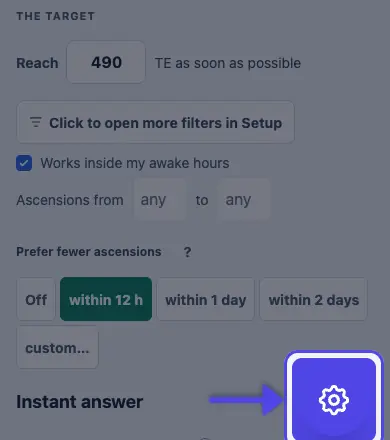 THE TARGET
Reach 490 TE as soon as possible
Click to open more filters in Setup
Works inside my awake hours
Ascensions from any to any
Prefer fewer ascensions ?
Off within 12 h within 1 day within 2 days
custom...
Instant answer